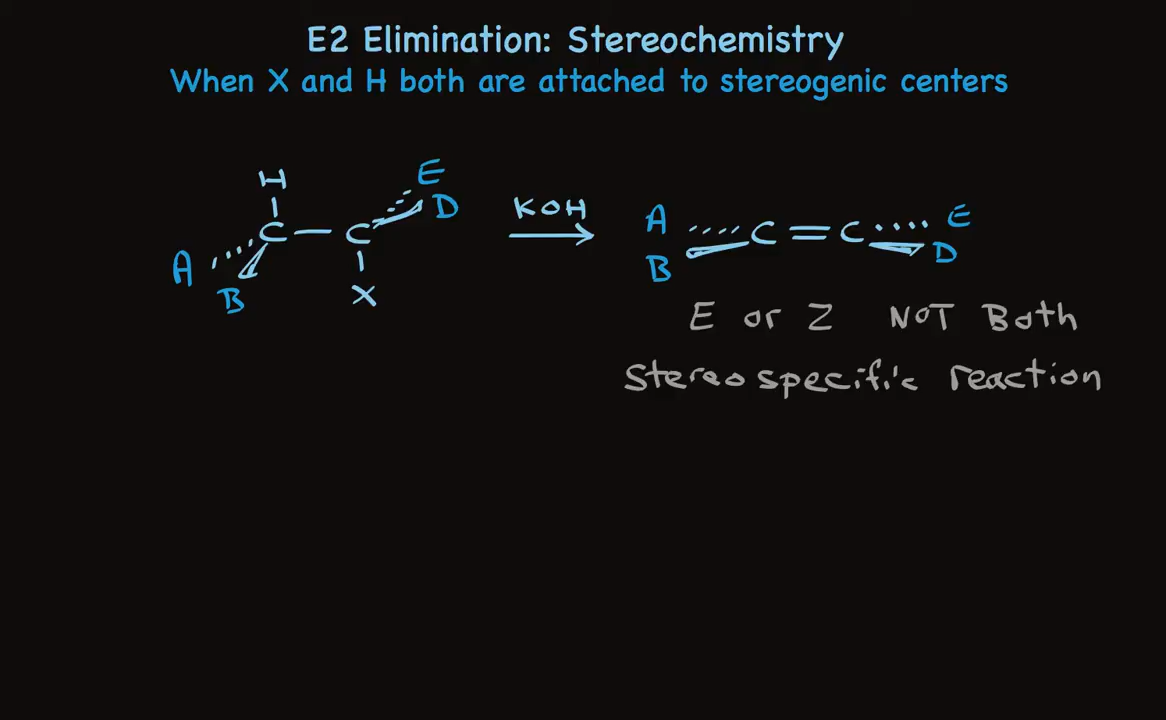 E2 Elimination: Stereochemistry
When X and H both are attached to stereogenic centers
H
E
D
C — C
A
B
X
KOH
A
B
C = C
E
D
E or Z NOT Both
Stereospecific reaction